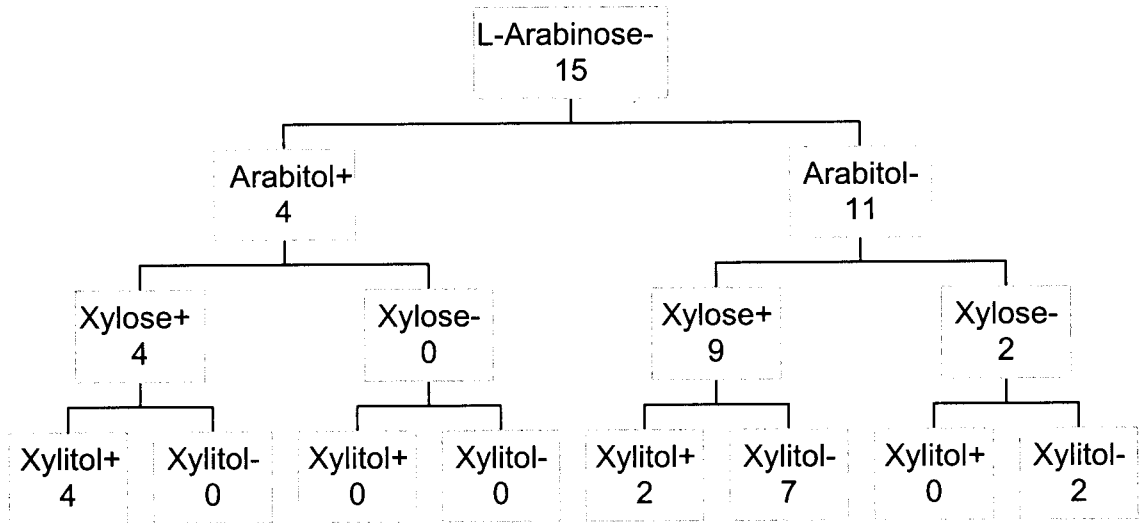 L-Arabinose-
15
Arabitol+
4
Arabitol-
11
Xylose+
4
Xylose-
0
Xylose+
9
Xylose-
2
Xylitol+
4
Xylitol-
0
Xylitol+
0
Xylitol-
0
Xylitol+
2
Xylitol-
7
Xylitol+
0
Xylitol-
2